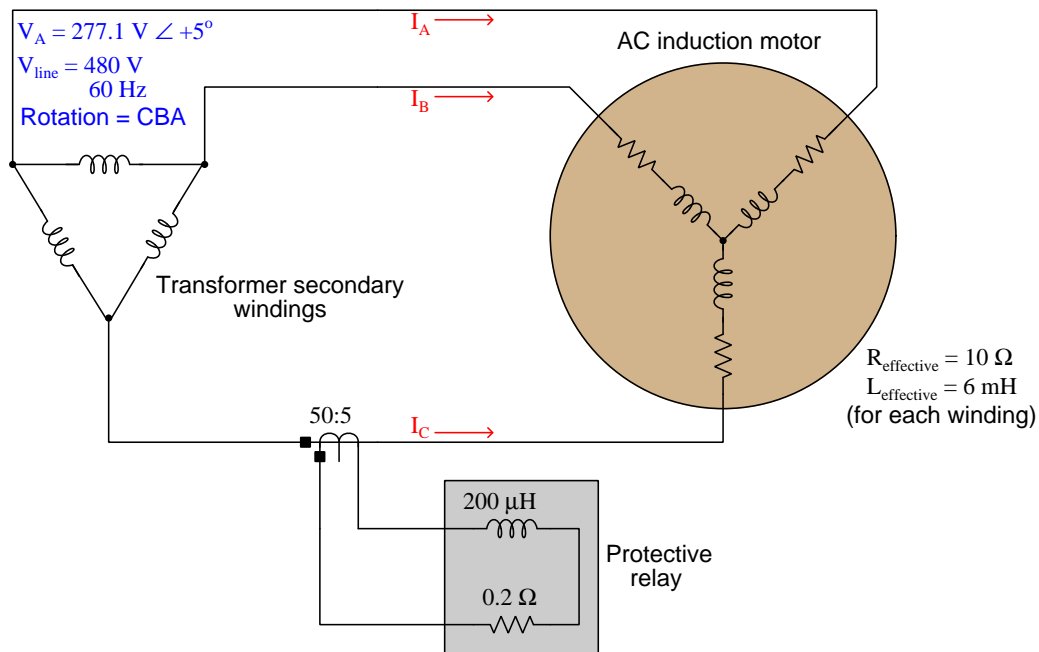 V_A = 277.1 V ∠ +5°
V_line = 480 V
60 Hz
Rotation = CBA
I_A
I_B
AC induction motor
Transformer secondary
windings
R_effective = 10 Ω
L_effective = 6 mH
(for each winding)
50:5
I_C
200 μH
Protective
relay
0.2 Ω